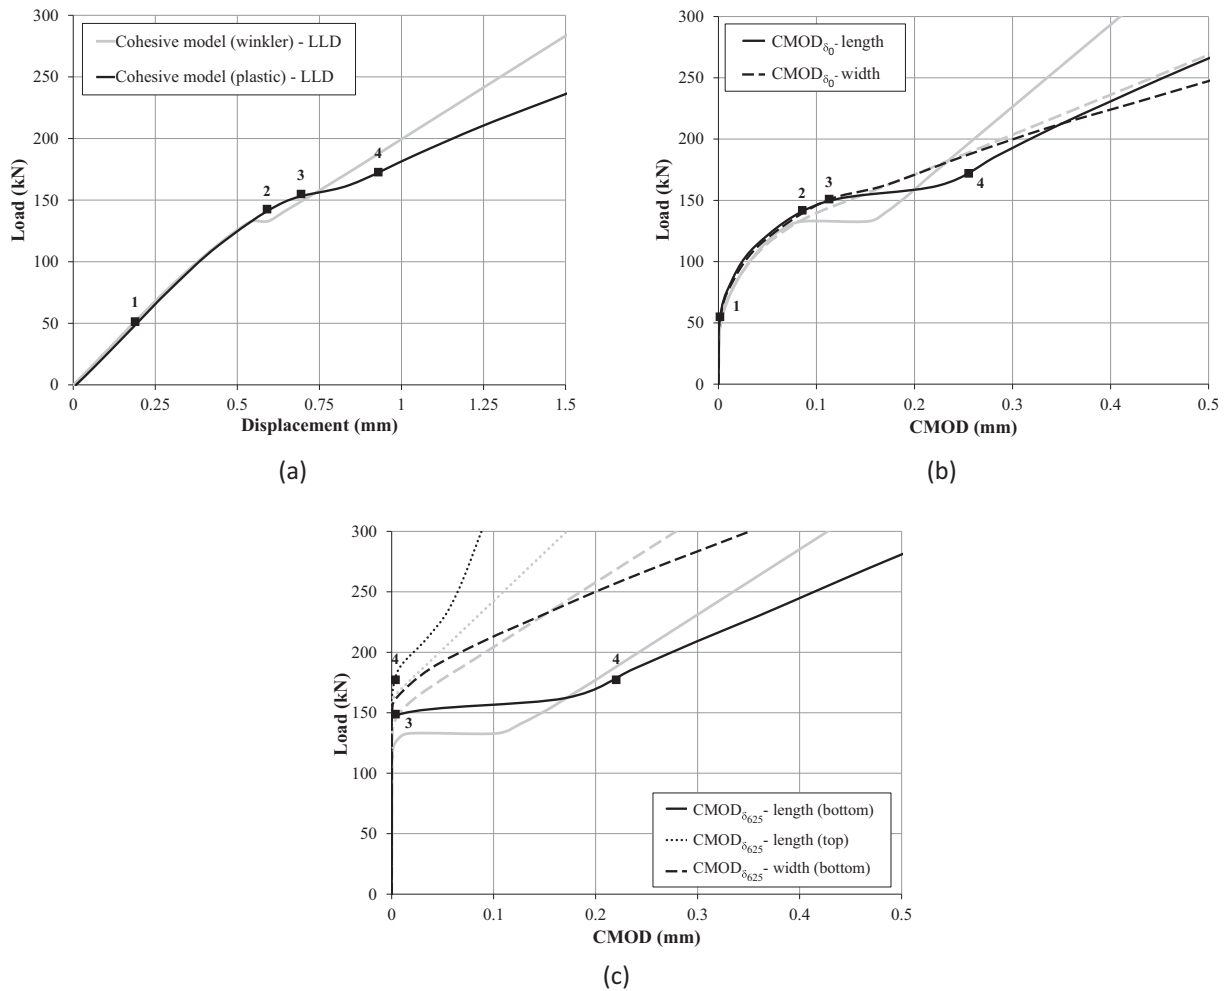 300
250
200
150
100
50
0
Load (kN)
Cohesive model (winkler) - LLD
Cohesive model (plastic) - LLD
1
2
3
4
0 0.25 0.5 0.75 1 1.25 1.5
Displacement (mm)
(a)
300
250
200
150
100
50
0
Load (kN)
CMODδ0- length
CMODδ0- width
1
2
3
4
0 0.1 0.2 0.3 0.4 0.5
CMOD (mm)
(b)
300
250
200
150
100
50
0
Load (kN)
4
3
4
CMODδ625- length (bottom)
CMODδ625- length (top)
CMODδ625- width (bottom)
0 0.1 0.2 0.3 0.4 0.5
CMOD (mm)
(c)